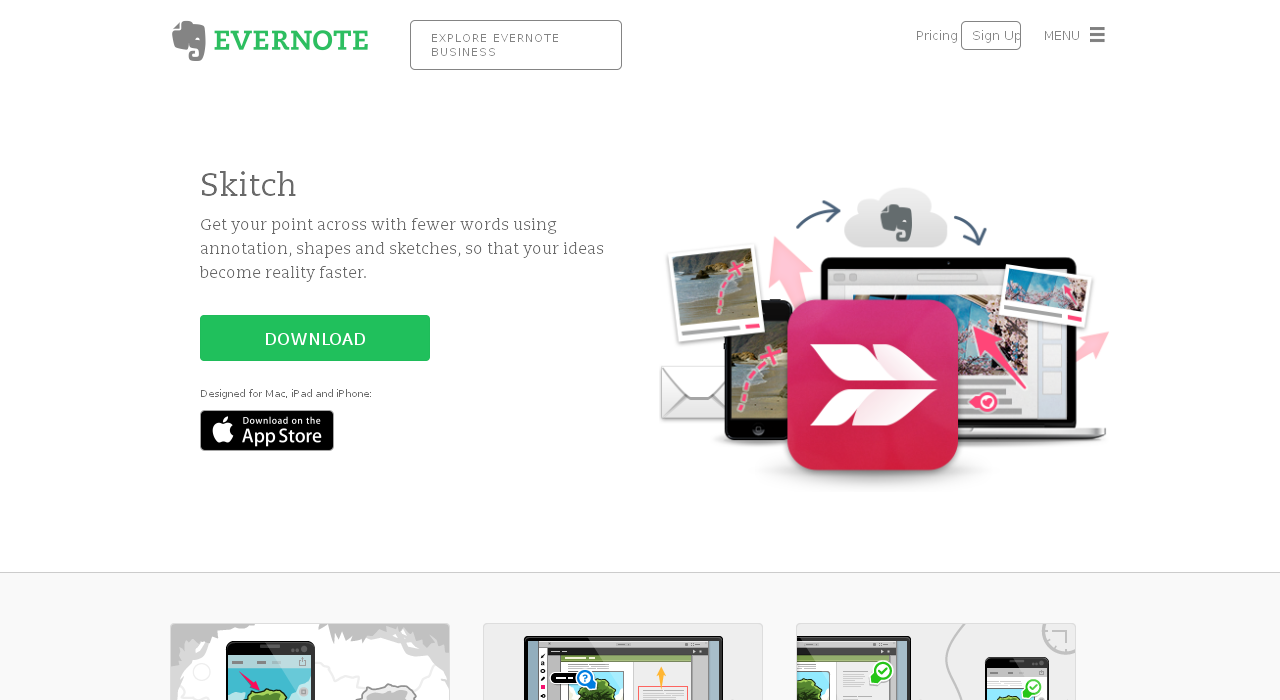 EVERNOTE
EXPLORE EVERNOTE
BUSINESS
Pricing
Sign Up
MENU
Skitch
Get your point across with fewer words using
annotation, shapes and sketches, so that your ideas
become reality faster.
DOWNLOAD
Designed for Mac, iPad and iPhone:
Download on the
App Store